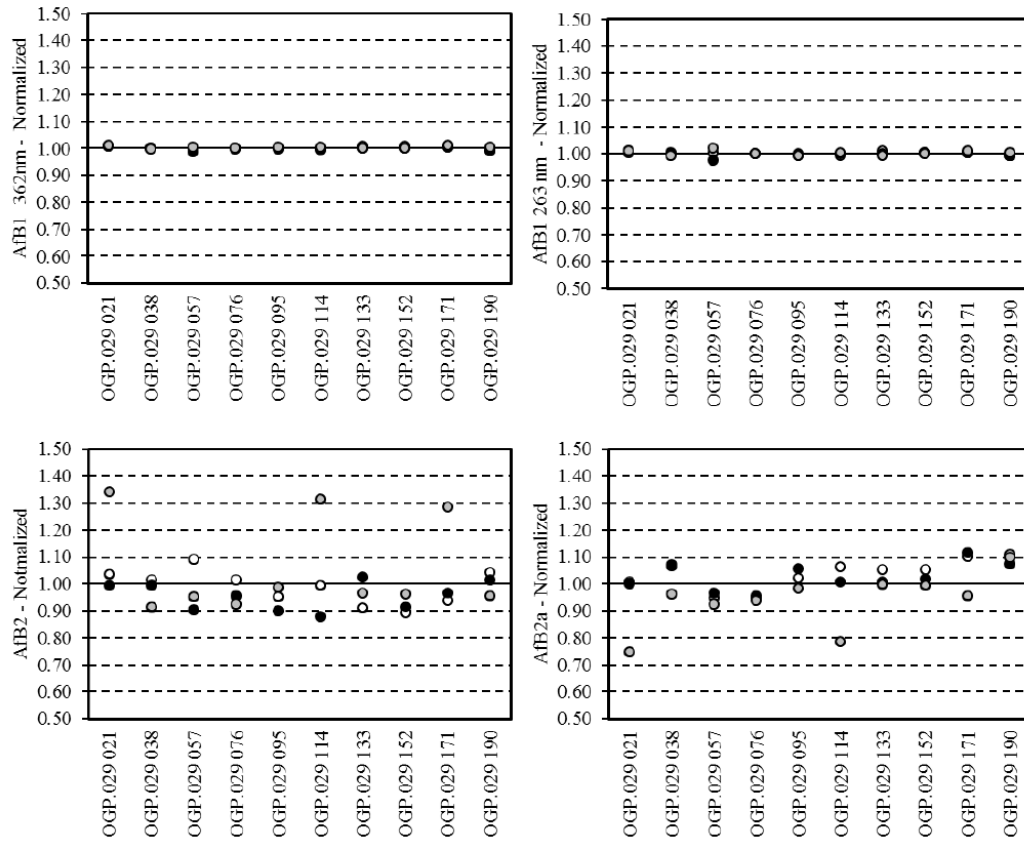 AfB1 362nm - Normalized
1.50
1.40
1.30
1.20
1.10
1.00
0.90
0.80
0.70
0.60
0.50
OGP.029 021
OGP.029 038
OGP.029 057
OGP.029 076
OGP.029 095
OGP.029 114
OGP.029 133
OGP.029 152
OGP.029 171
OGP.029 190
AfB1 263 nm - Normalized
1.50
1.40
1.30
1.20
1.10
1.00
0.90
0.80
0.70
0.60
0.50
OGP.029 021
OGP.029 038
OGP.029 057
OGP.029 076
OGP.029 095
OGP.029 114
OGP.029 133
OGP.029 152
OGP.029 171
OGP.029 190
AfB2 - Notmalized
1.50
1.40
1.30
1.20
1.10
1.00
0.90
0.80
0.70
0.60
0.50
OGP.029 021
OGP.029 038
OGP.029 057
OGP.029 076
OGP.029 095
OGP.029 114
OGP.029 133
OGP.029 152
OGP.029 171
OGP.029 190
AfB2a - Normalized
1.50
1.40
1.30
1.20
1.10
1.00
0.90
0.80
0.70
0.60
0.50
OGP.029 021
OGP.029 038
OGP.029 057
OGP.029 076
OGP.029 095
OGP.029 114
OGP.029 133
OGP.029 152
OGP.029 171
OGP.029 190